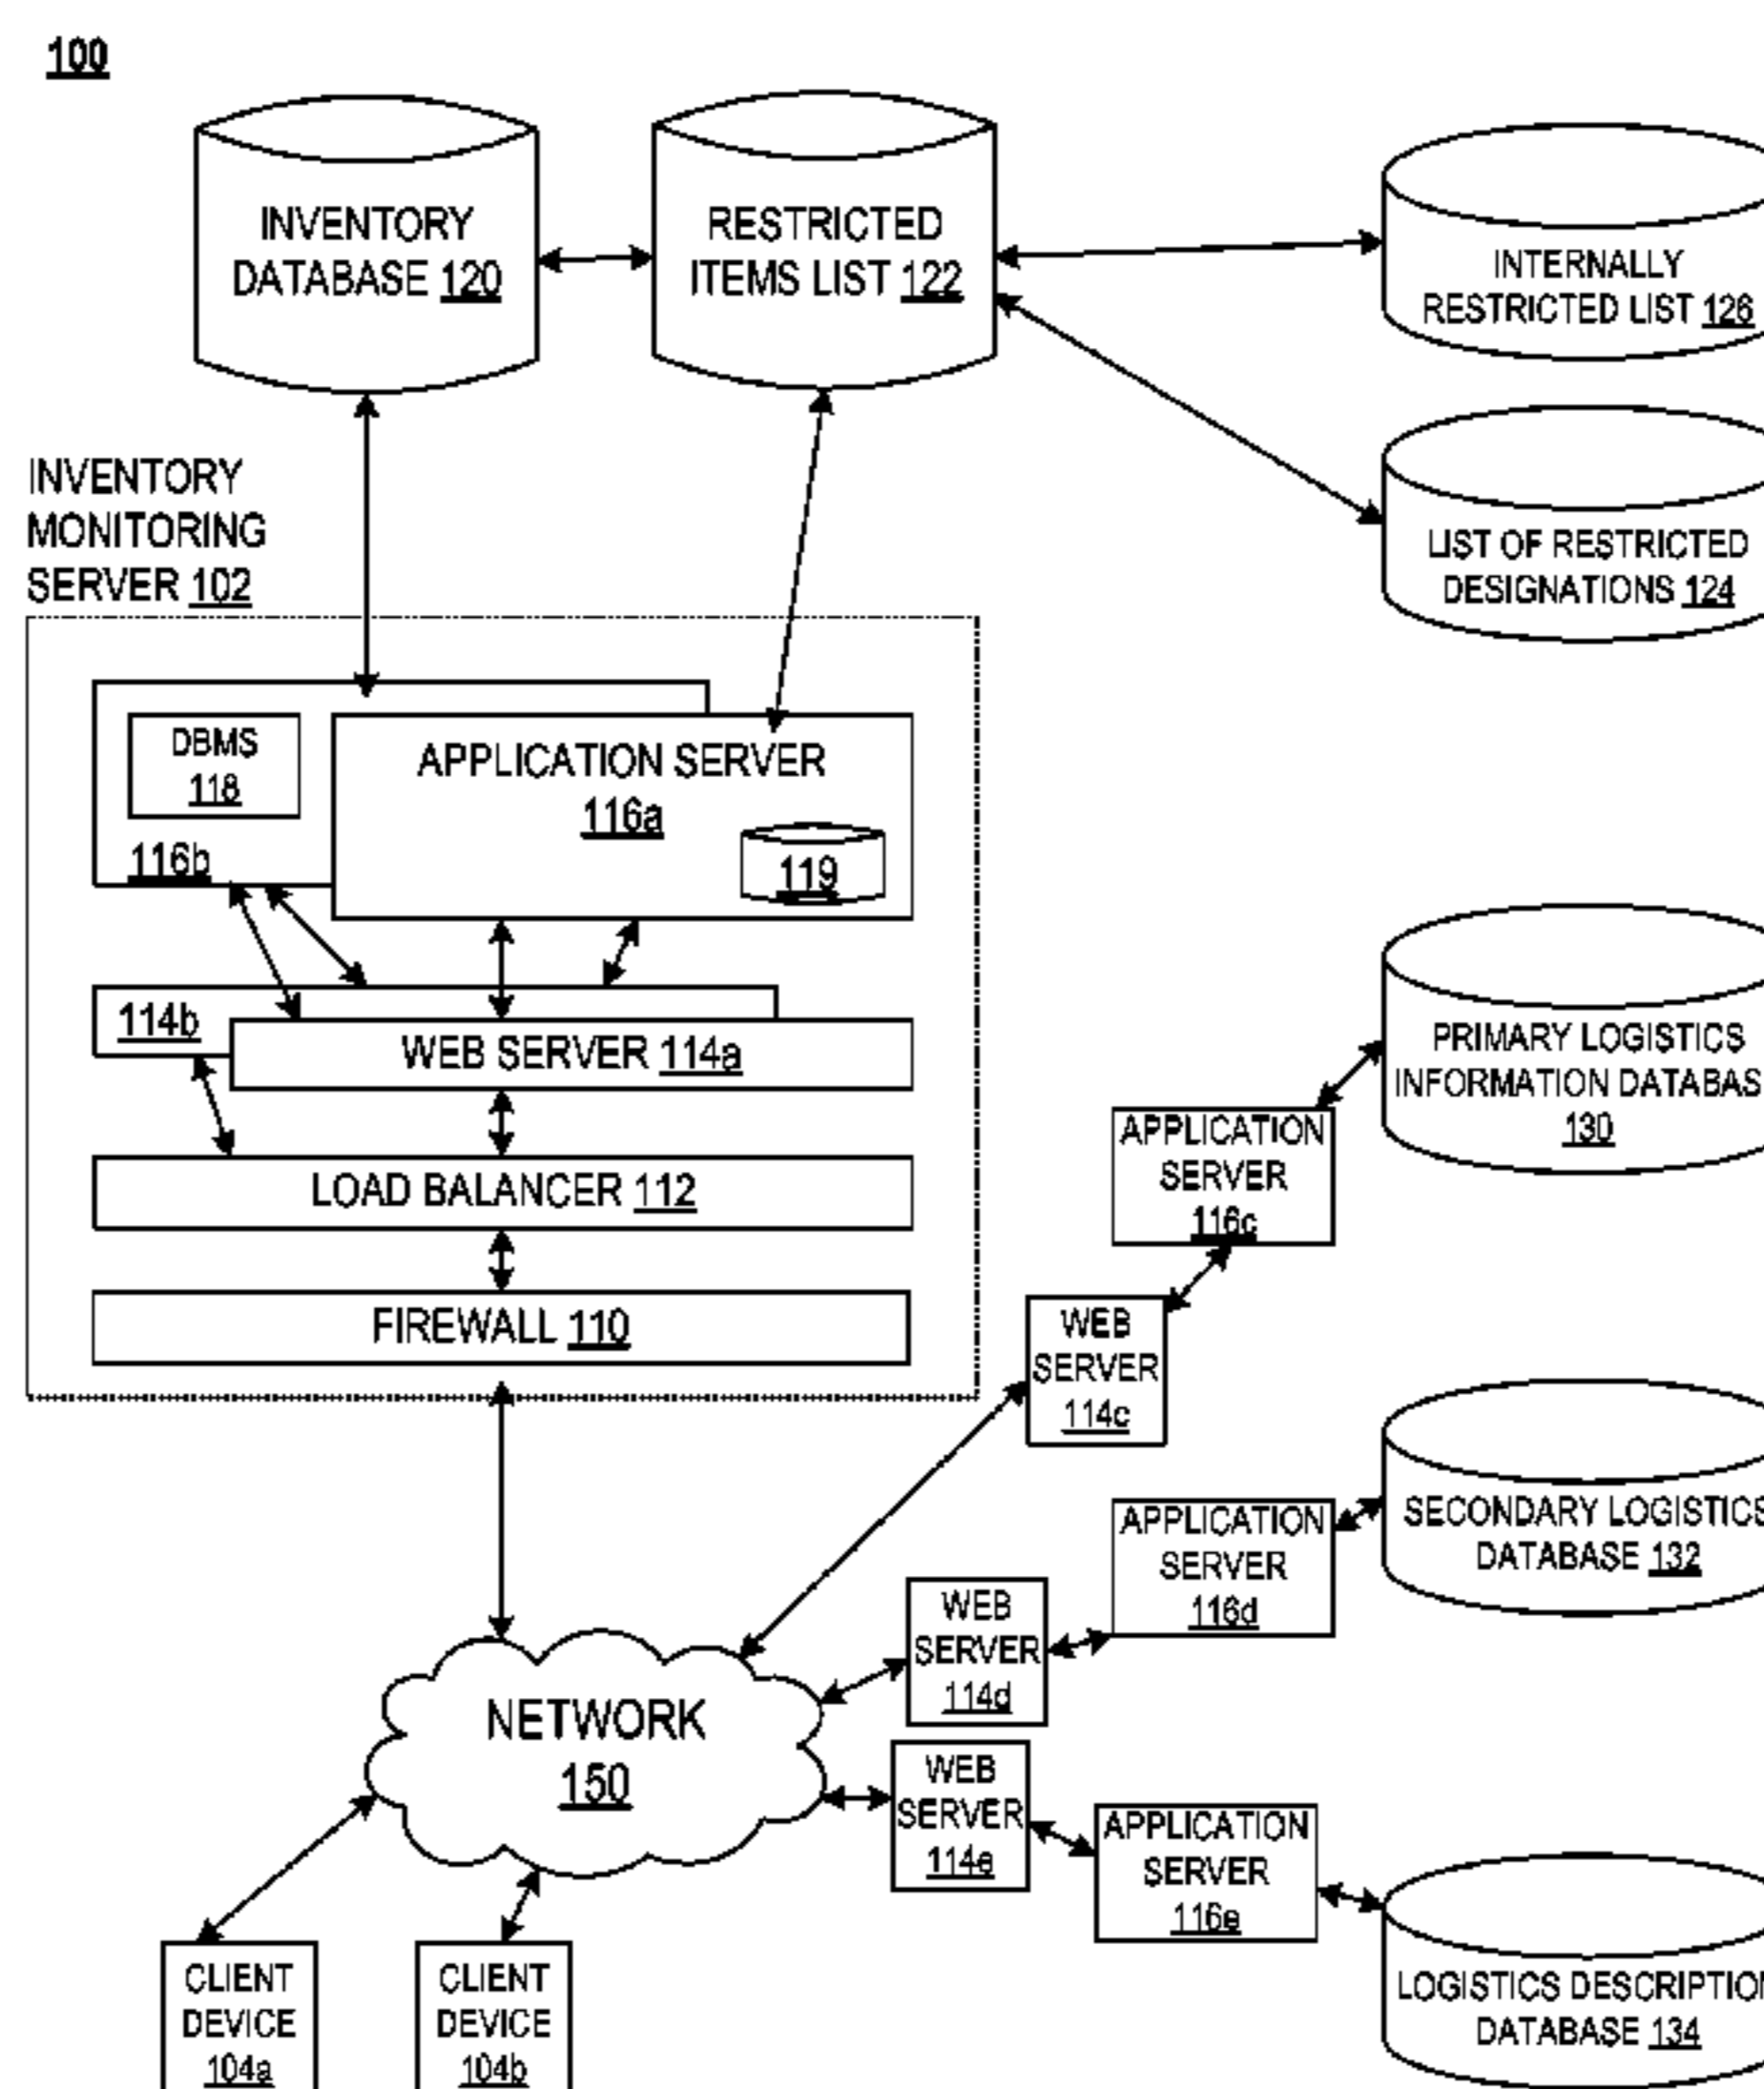 100
INVENTORY
DATABASE 120
RESTRICTED
ITEMS LIST 122
INTERNALLY
RESTRICTED LIST 126
LIST OF RESTRICTED
DESIGNATIONS 124
INVENTORY
MONITORING
SERVER 102
DBMS
118
116b
APPLICATION SERVER
116a
119
114b
WEB SERVER 114a
LOAD BALANCER 112
FIREWALL 110
PRIMARY LOGISTICS
INFORMATION DATABAS
130
APPLICATION
SERVER
116c
WEB
SERVER
114c
SECONDARY LOGISTICS
DATABASE 132
APPLICATION
SERVER
116d
WEB
SERVER
114d
NETWORK
150
WEB
SERVER
114e
APPLICATION
SERVER
116e
LOGISTICS DESCRIPTION
DATABASE 134
CLIENT
DEVICE
104a
CLIENT
DEVICE
104b